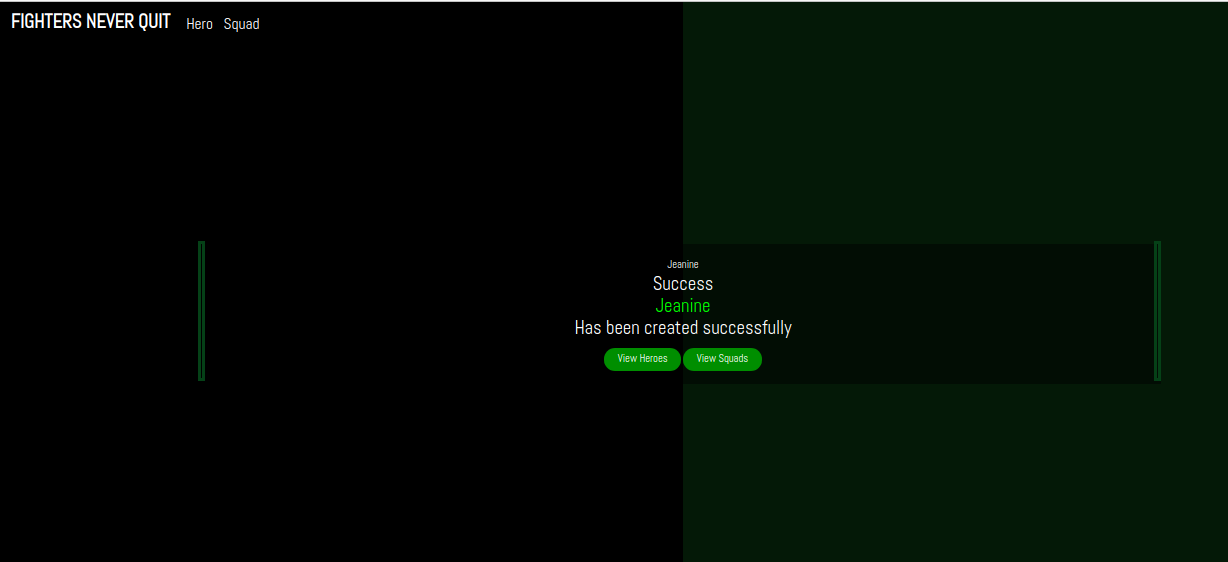 FIGHTERS NEVER QUIT Hero Squad
Jeanine
Success
Jeanine
Has been created successfully
View Heroes View Squads